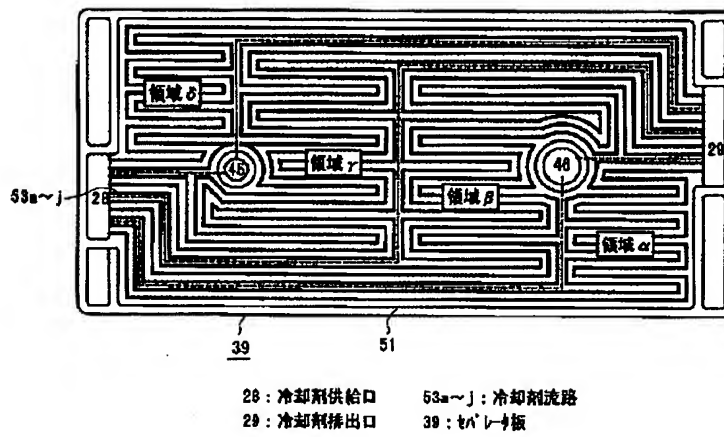 領域δ
45
領域γ
46
29
53a～j
28
領域β
領域α
39
51
28：冷却剤供給口 53a～j：冷却剤流路
29：冷却剤排出口 39：ｾﾊﾟﾚｰﾀ板